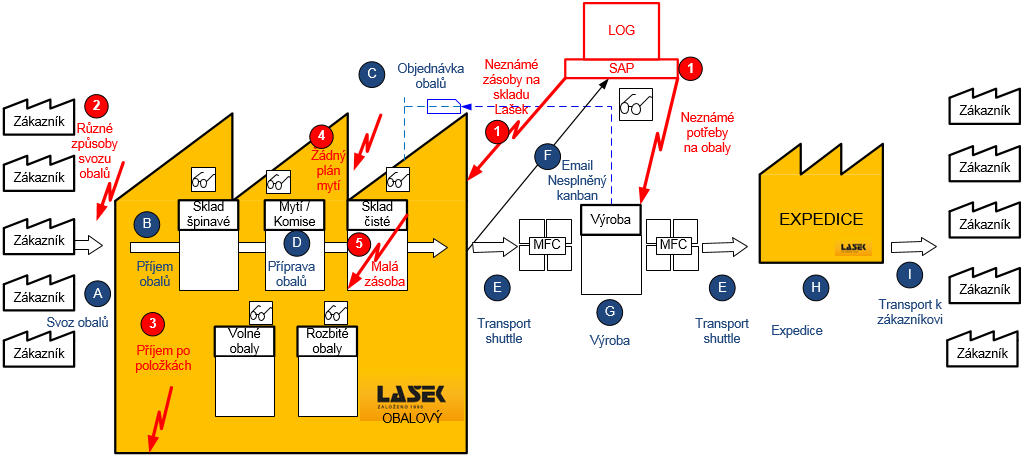 LOG
SAP
1
Neznámé
zásoby na
skladu
Lašek
1
Neznámé
potřeby
na obaly
C
Objednávka
obalů
2
Různé
způsoby
svozu
obalů
4
Žádný
plán
mytí
F
Email
Nesplněný
kanban
Zákazník
Zákazník
Zákazník
Zákazník
Zákazník
A
Svoz obalů
B
Příjem
obalů
Sklad
špinavé
Mytí /
Komise
Sklad
čisté
D
Příprava
obalů
5
Malá
zásoba
3
Příjem po
položkách
Volné
obaly
Rozbité
obaly
LASEK
ZALOŽENO 1990
OBALOVÝ
MFC
E
Transport
shuttle
Výroba
G
Výroba
MFC
E
Transport
shuttle
EXPEDICE
LASEK
H
Expedice
I
Transport k
zákazníkovi
Zákazník
Zákazník
Zákazník
Zákazník
Zákazník